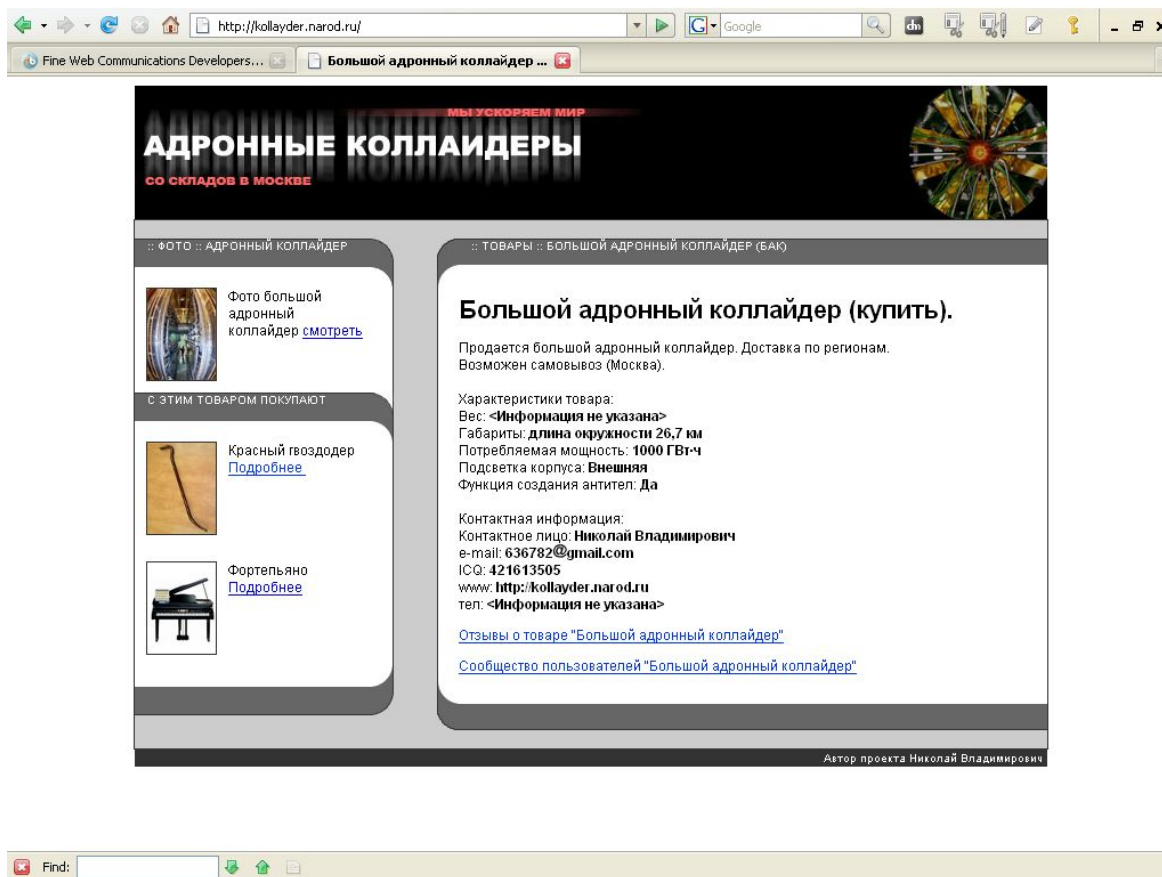 http://kollayder.narod.ru/
Google
Fine Web Communications Developers...
Большой адронный коллайдер ...
МЫ УСКОРЯЕМ МИР
АДРОННЫЕ КОЛЛАЙДЕРЫ
СО СКЛАДОВ В МОСКВЕ
:: ФОТО :: АДРОННЫЙ КОЛЛАЙДЕР
Фото большой
адронный
коллайдер смотреть
С ЭТИМ ТОВАРОМ ПОКУПАЮТ
Красный гвоздодер
Подробнее
Фортепьяно
Подробнее
:: ТОВАРЫ :: БОЛЬШОЙ АДРОННЫЙ КОЛЛАЙДЕР (БАК)
Большой адронный коллайдер (купить).
Продается большой адронный коллайдер. Доставка по регионам.
Возможен самовывоз (Москва).
Характеристики товара:
Вес: <Информация не указана>
Габариты: длина окружности 26,7 км
Потребляемая мощность: 1000 ГВт·ч
Подсветка корпуса: Внешняя
Функция создания антител: Да
Контактная информация:
Контактное лицо: Николай Владимирович
e-mail: 636782@gmail.com
ICQ: 421613505
www: http://kollayder.narod.ru
тел: <Информация не указана>
Отзывы о товаре "Большой адронный коллайдер"
Сообщество пользователей "Большой адронный коллайдер"
Автор проекта Николай Владимирович
Find: